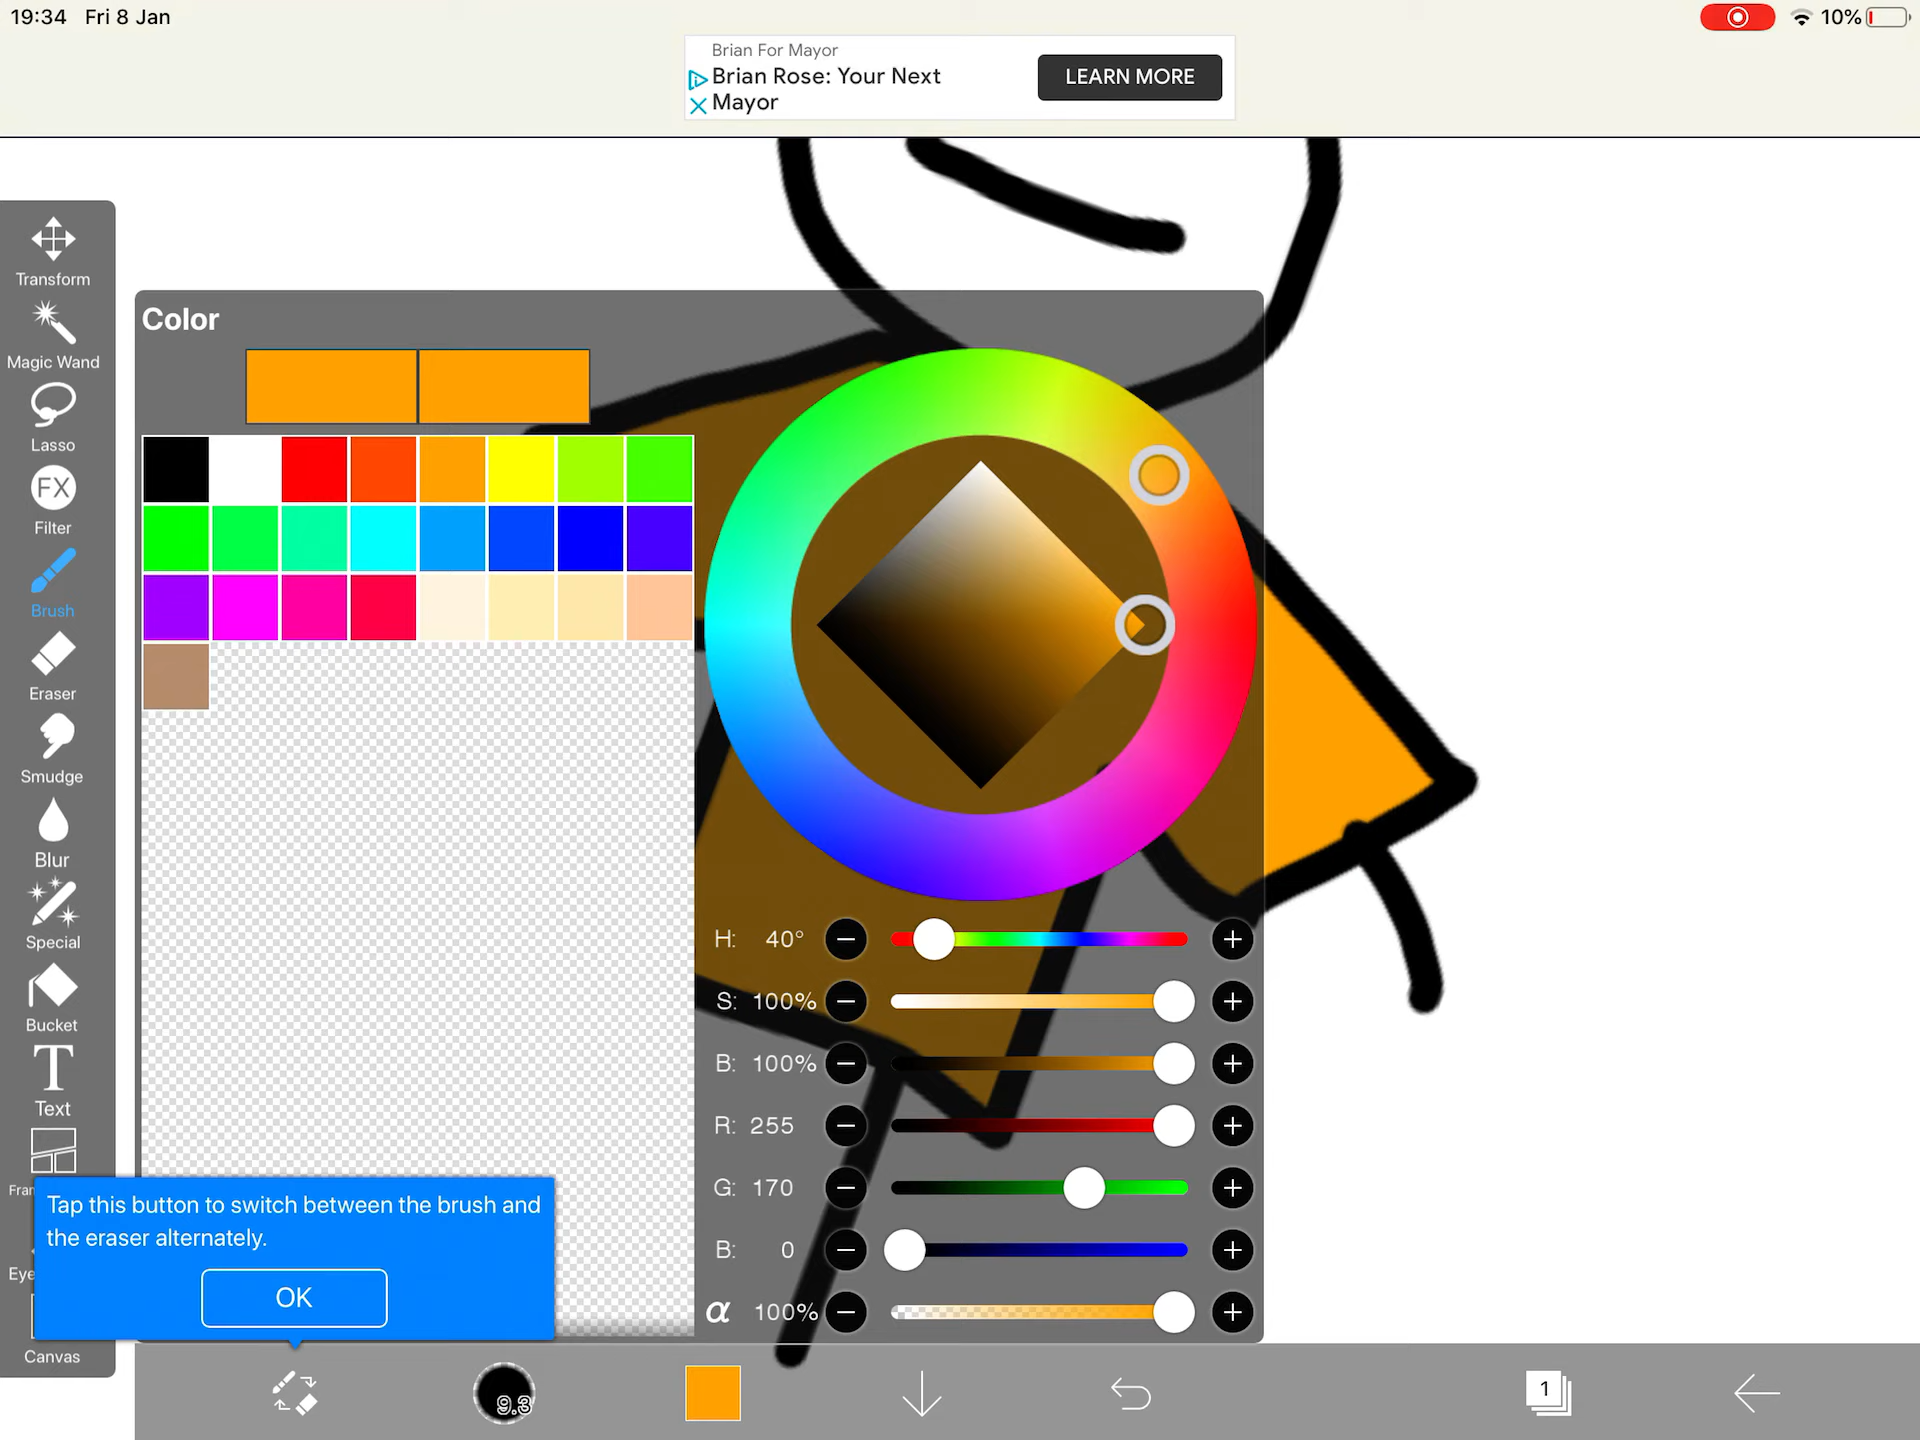 19:34 Fri 8 Jan
10%
Brian For Mayor
Brian Rose: Your Next
Mayor
LEARN MORE
Transform
Magic Wand
Lasso
FX
Filter
Brush
Eraser
Smudge
Blur
Special
Bucket
T
Text
Fran
Eye
Canvas
Color
H: 40°
S: 100%
B: 100%
R: 255
G: 170
B: 0
α 100%
Tap this button to switch between the brush and
the eraser alternately.
OK
9.3
1